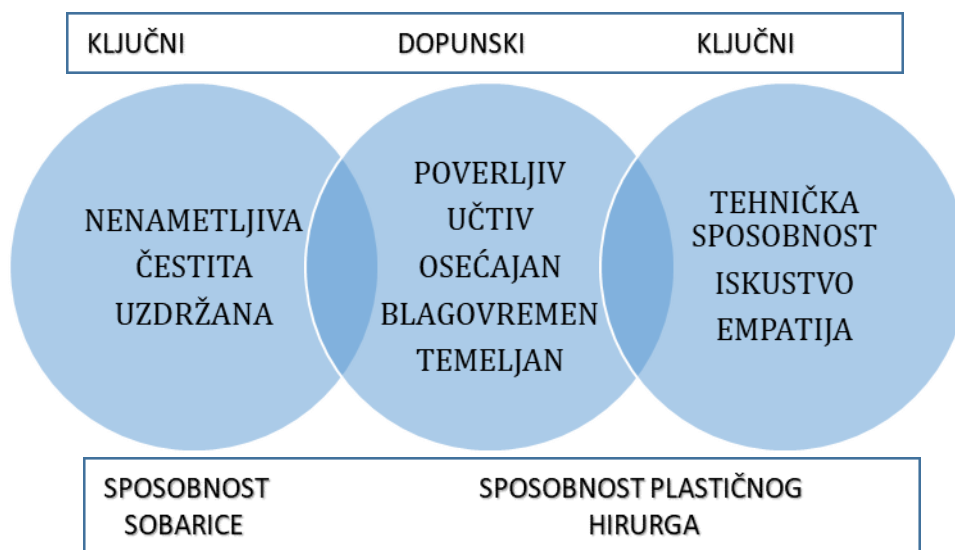 KLJUČNI DOPUNSKI KLJUČNI
NENAMETLJIVA
ČESTITA
UZDRŽANA
POVERLJIV
UČTIV
OSEĆAJAN
BLAGOVREMEN
TEMELJAN
TEHNIČKA
SPOSOBNOST
ISKUSTVO
EMPATIJA
SPOSOBNOST
SOBARICE
SPOSOBNOST PLASTIČNOG
HIRURGA